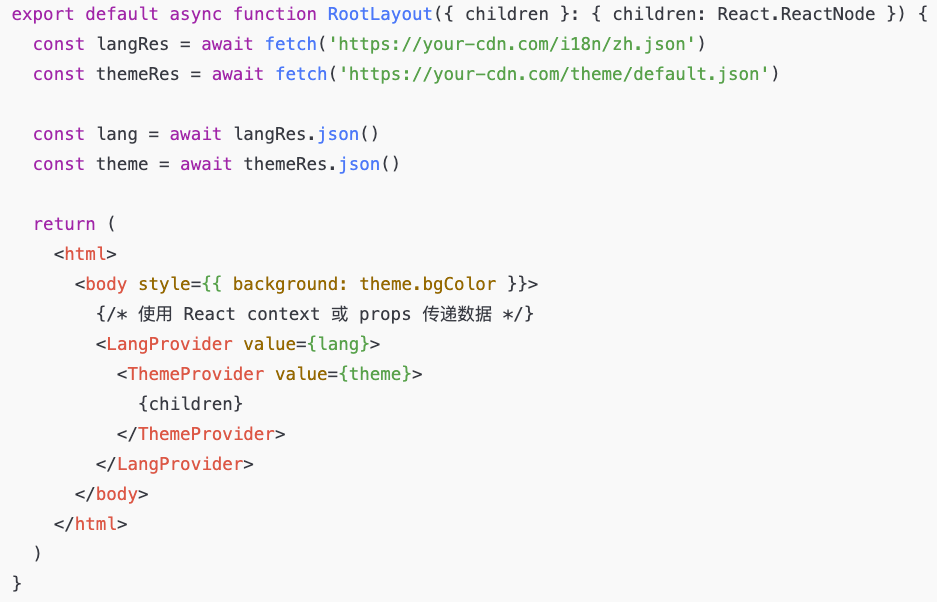 export default async function RootLayout({ children }: { children: React.ReactNode }) {
  const langRes = await fetch('https://your-cdn.com/i18n/zh.json')
  const themeRes = await fetch('https://your-cdn.com/theme/default.json')

  const lang = await langRes.json()
  const theme = await themeRes.json()

  return (
    <html>
      <body style={{ background: theme.bgColor }}>
        {/* 使用 React context 或 props 传递数据 */}
        <LangProvider value={lang}>
          <ThemeProvider value={theme}>
            {children}
          </ThemeProvider>
        </LangProvider>
      </body>
    </html>
  )
}